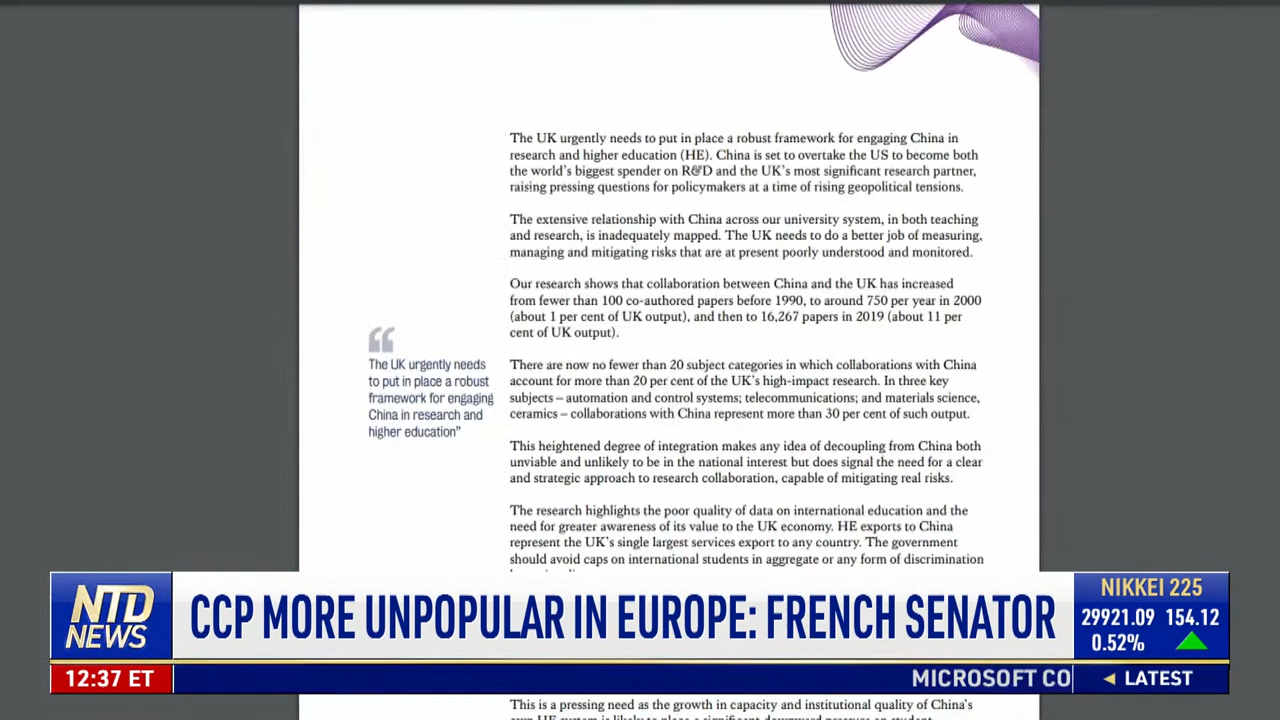 The UK urgently needs to put in place a robust framework for engaging China in
research and higher education (HE). China is set to overtake the US to become both
the world's biggest spender on R&D and the UK's most significant research partner,
raising pressing questions for policymakers at a time of rising geopolitical tensions.
The extensive relationship with China across our university system, in both teaching
and research, is inadequately mapped. The UK needs to do a better job of measuring,
managing and mitigating risks that are at present poorly understood and monitored.
Our research shows that collaboration between China and the UK has increased
from fewer than 100 co-authored papers before 1990, to around 750 per year in 2000
(about 1 per cent of UK output), and then to 16,267 papers in 2019 (about 11 per
cent of UK output).
“
The UK urgently needs
to put in place a robust
framework for engaging
China in research and
higher education”
There are now no fewer than 20 subject categories in which collaborations with China
account for more than 20 per cent of the UK's high-impact research. In three key
subjects – automation and control systems; telecommunications; and materials science,
ceramics – collaborations with China represent more than 30 per cent of such output.
This heightened degree of integration makes any idea of decoupling from China both
unviable and unlikely to be in the national interest but does signal the need for a clear
and strategic approach to research collaboration, capable of mitigating real risks.
The research highlights the poor quality of data on international education and the
need for greater awareness of its value to the UK economy. HE exports to China
represent the UK's single largest services export to any country. The government
should avoid caps on international students in aggregate or any form of discrimination
NTD
NEWS
CCP MORE UNPOPULAR IN EUROPE: FRENCH SENATOR
NIKKEI 225
29921.09 154.12
0.52%
12:37 ET
MICROSOFT CO
LATEST
This is a pressing need as the growth in capacity and institutional quality of China's